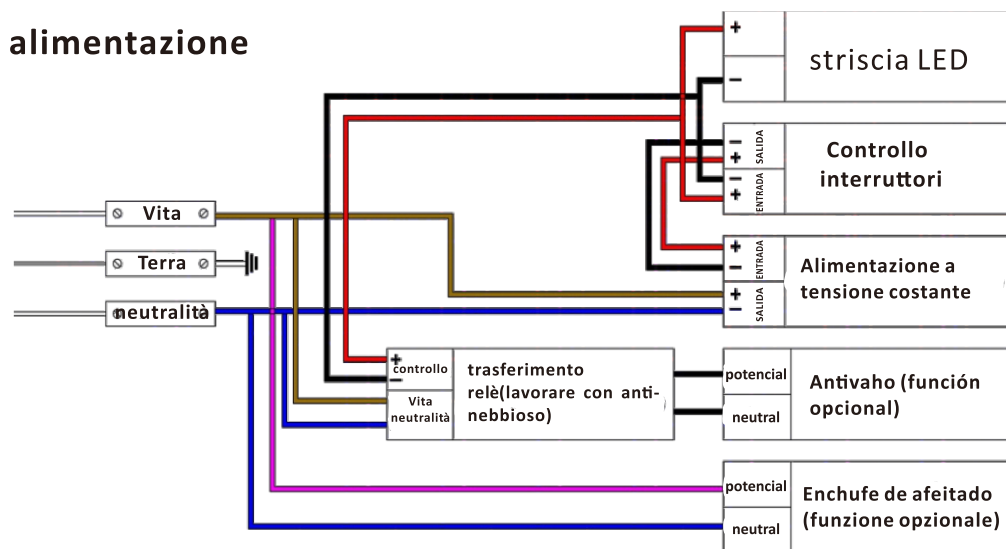 alimentazione
+
−
striscia LED
−
+
SALIDA
−
+
ENTRADA
Controllo
interruttori
Vita
Terra
neutralità
+
−
ENTRADA
+
−
SALIDA
Alimentazione a
tensione costante
+
controllo
−
Vita
neutralità
trasferimento
relè(lavorare con anti-
nebbioso)
potencial
neutral
Antivaho (función
opcional)
potencial
neutral
Enchufe de afeitado
(funzione opzionale)